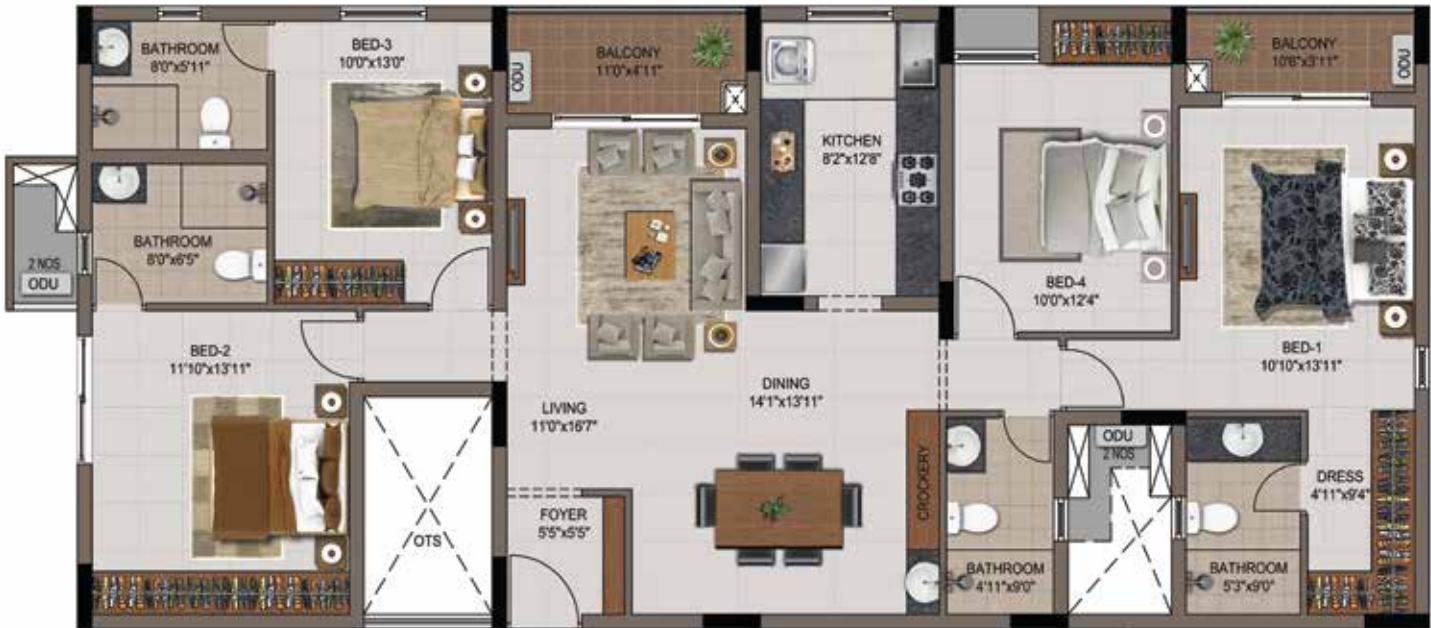 BATHROOM
8'0"x5'11"
BED-3
10'0"x13'0"
BALCONY
11'0"x4'11"
ODU
X
KITCHEN
8'2"x12'8"
BALCONY
10'6"x3'11"
ODU
X
BATHROOM
8'0"x6'5"
2 NOS
ODU
BED-4
10'0"x12'4"
BED-1
10'10"x13'11"
BED-2
11'10"x13'11"
LIVING
11'0"x16'7"
DINING
14'1"x13'11"
OTS
FOYER
5'5"x5'5"
CROCKERY
ODU
2 NOS
DRESS
4'11"x9'4"
BATHROOM
4'11"x9'0"
BATHROOM
5'3"x9'0"